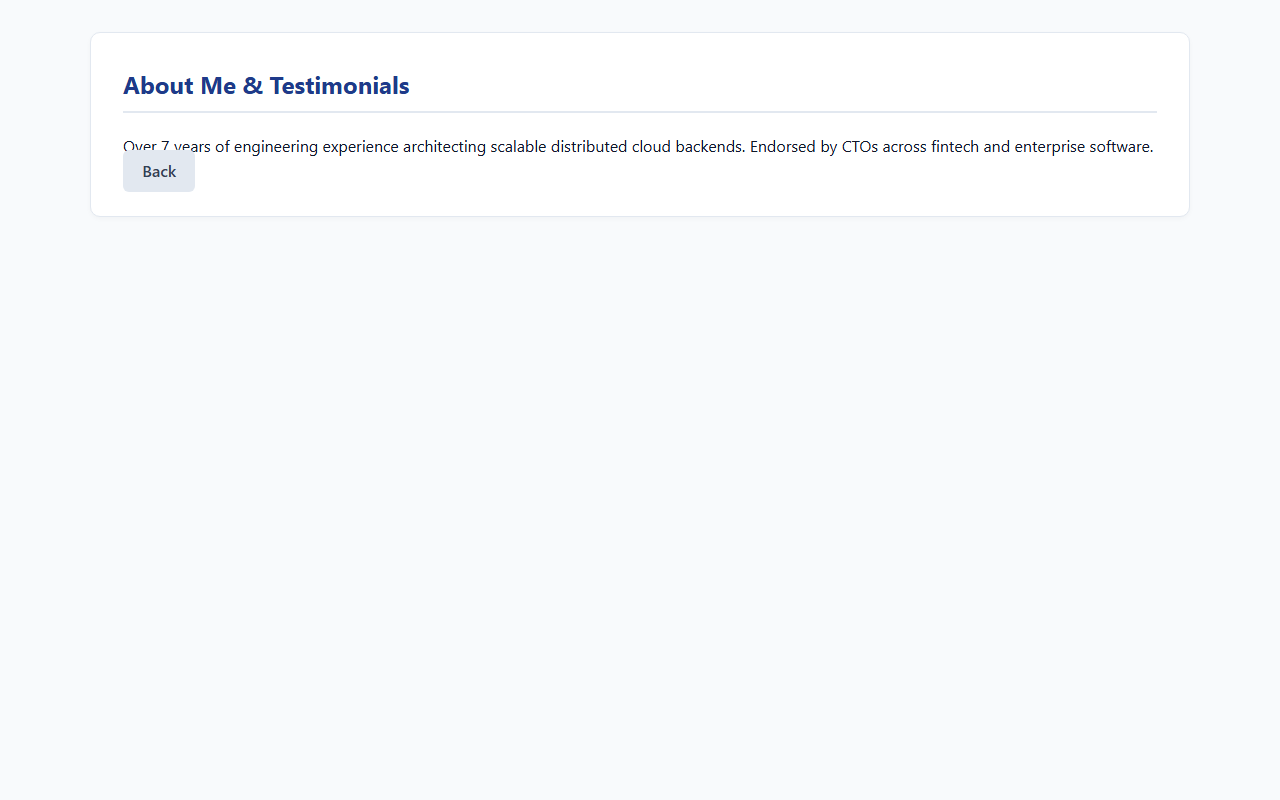 About Me & Testimonials
Over 7 years of engineering experience architecting scalable distributed cloud backends. Endorsed by CTOs across fintech and enterprise software.
Back